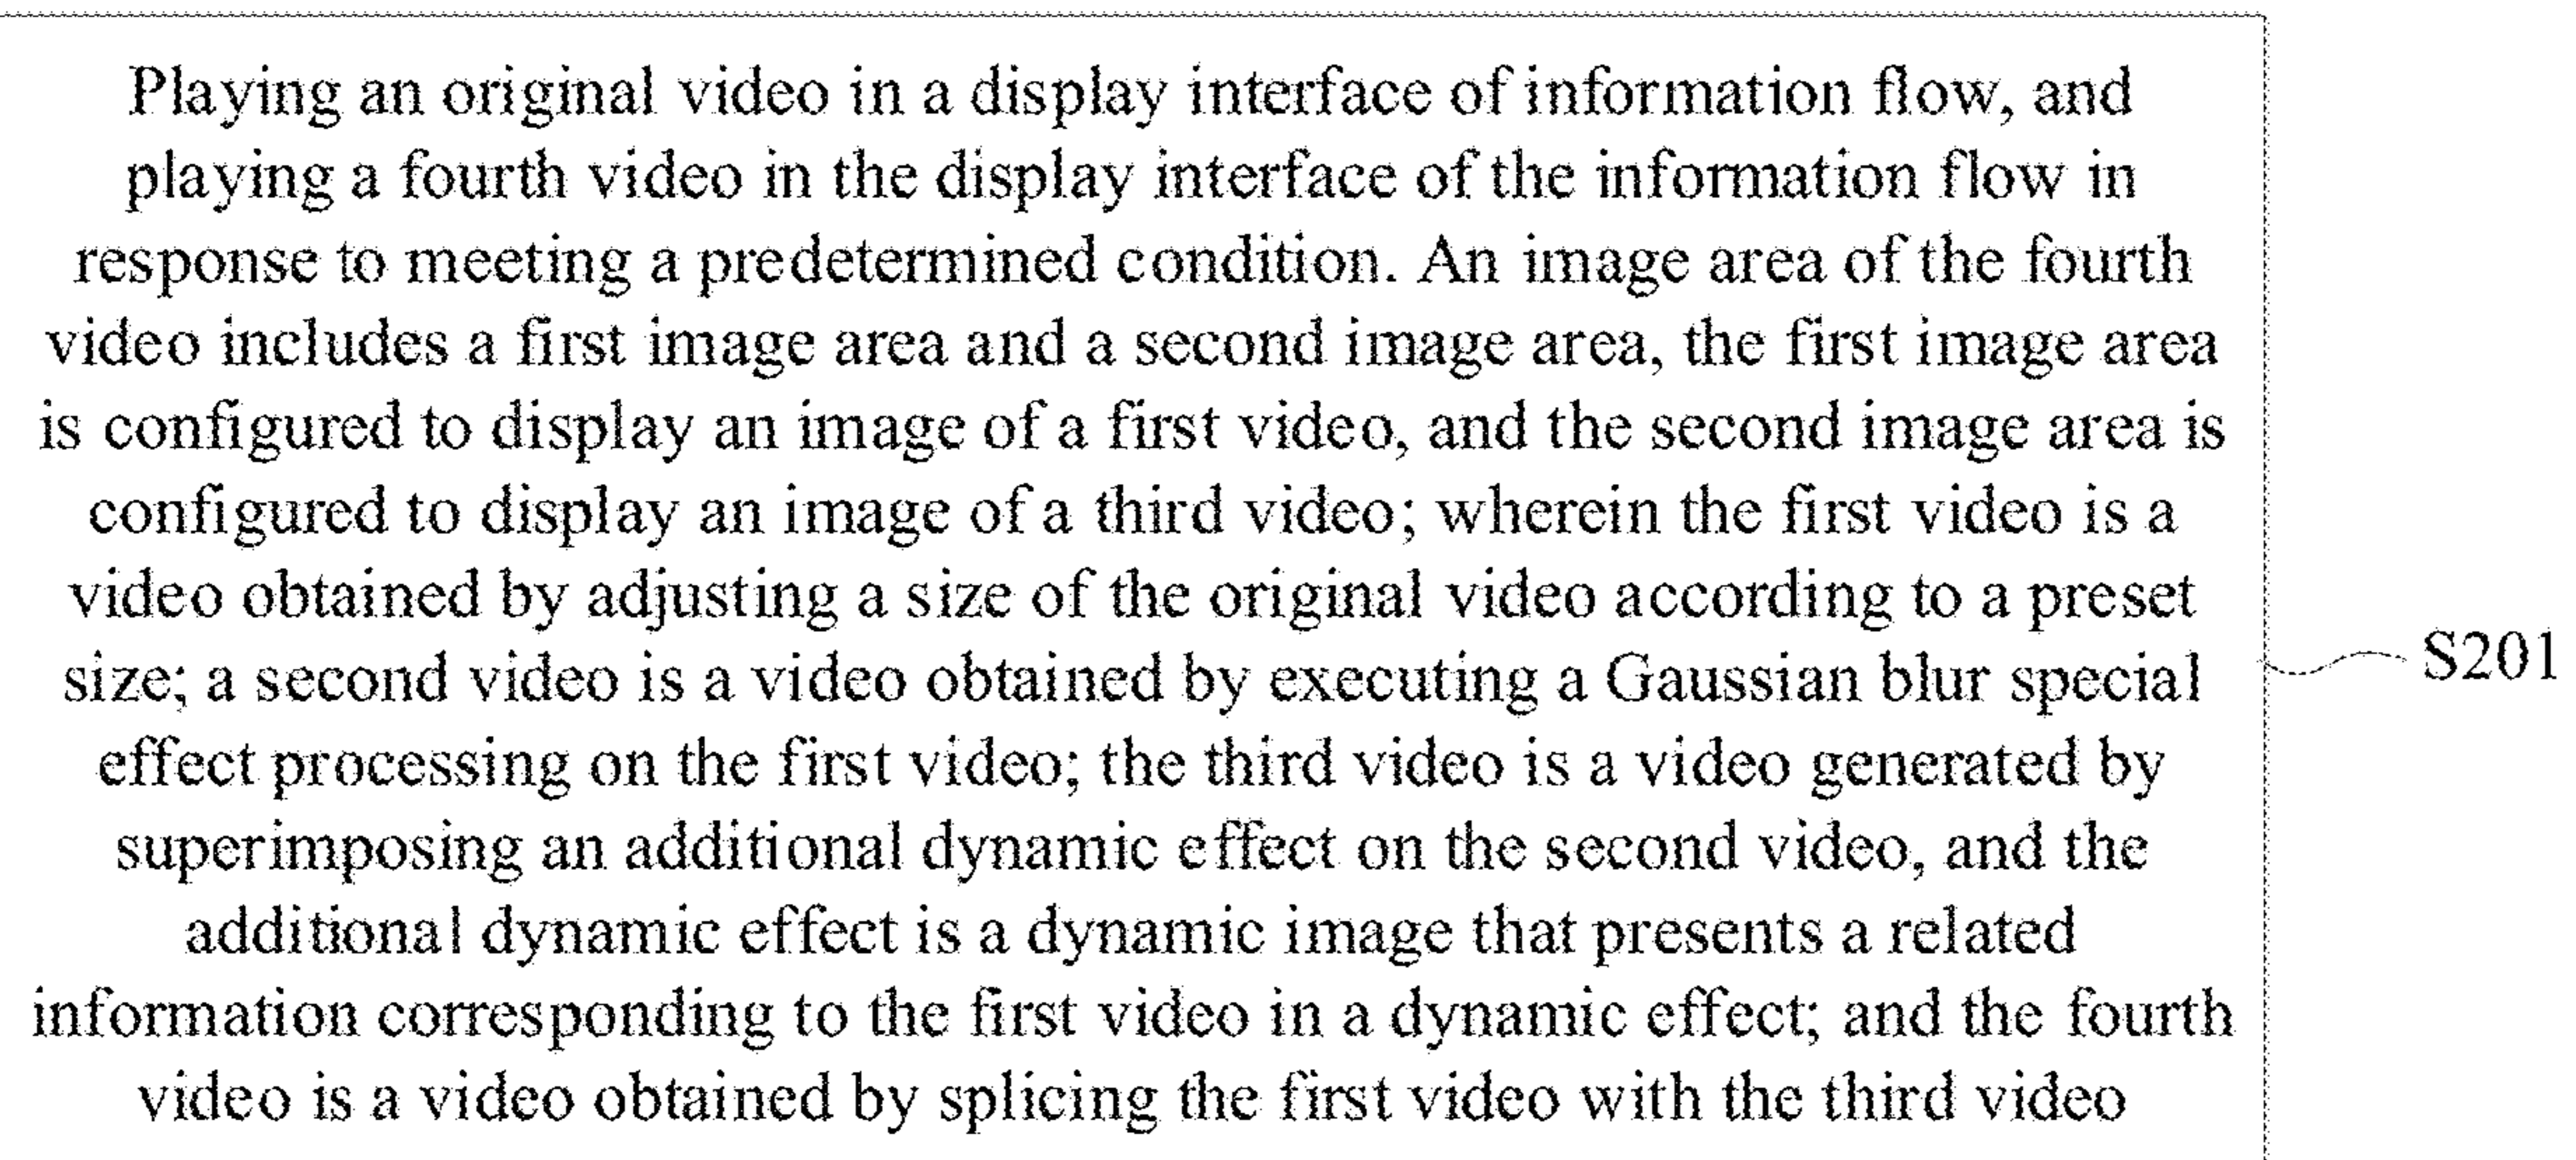 Playing an original video in a display interface of information flow, and
playing a fourth video in the display interface of the information flow in
response to meeting a predetermined condition. An image area of the fourth
video includes a first image area and a second image area, the first image area
is configured to display an image of a first video, and the second image area is
configured to display an image of a third video; wherein the first video is a
video obtained by adjusting a size of the original video according to a preset
size; a second video is a video obtained by executing a Gaussian blur special
effect processing on the first video; the third video is a video generated by
superimposing an additional dynamic effect on the second video, and the
additional dynamic effect is a dynamic image that presents a related
information corresponding to the first video in a dynamic effect; and the fourth
video is a video obtained by splicing the first video with the third video
S201